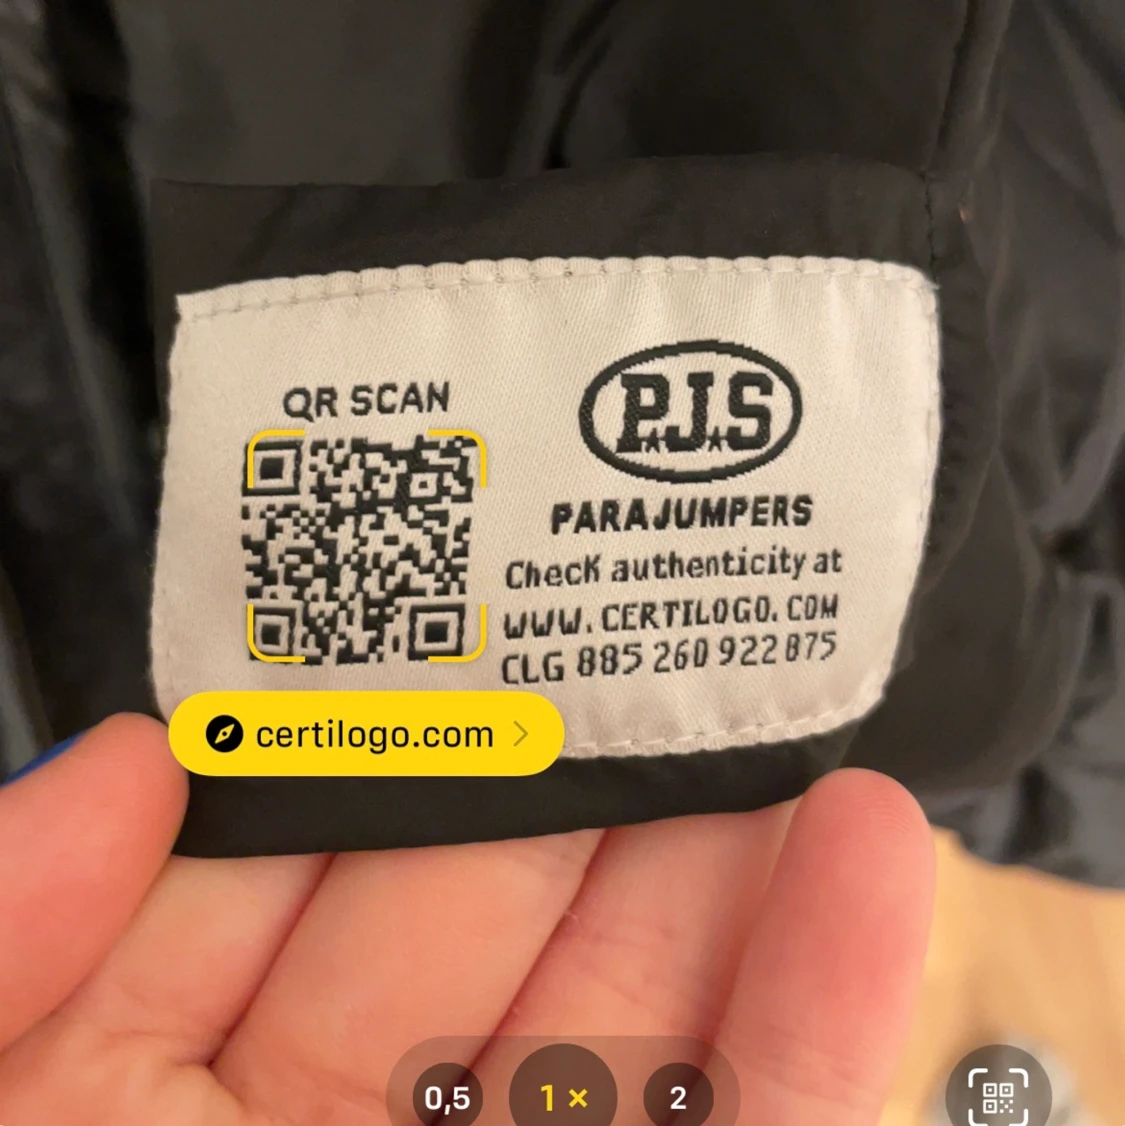 QR SCAN
P.J.S
PARAJUMPERS
Check authenticity at
WWW.CERTILOGO.COM
CLG 885 260 922 875
certilogo.com
0,5
1×
2